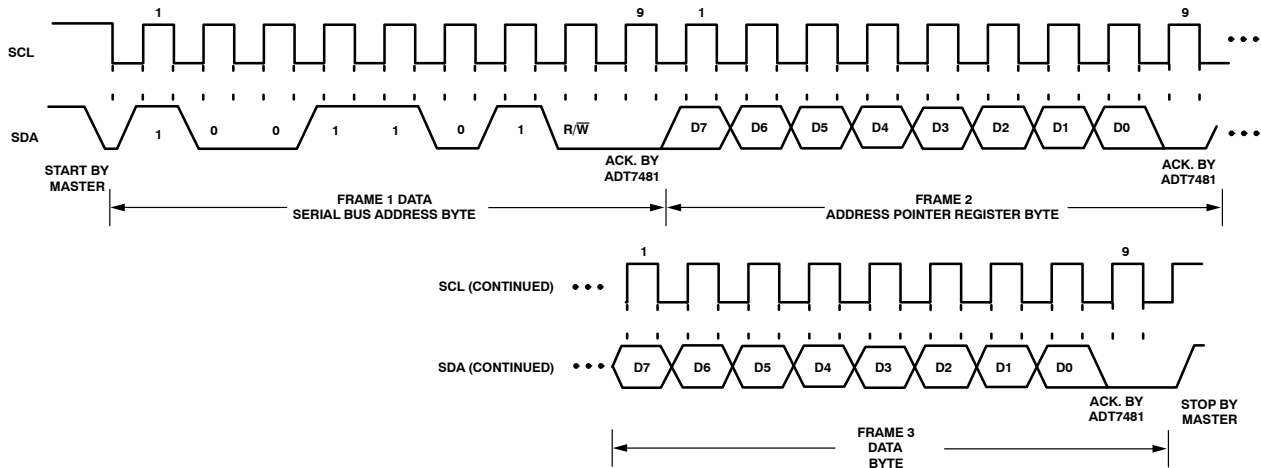 1 9 1 9
SCL
SDA 1 0 0 1 1 0 1 R/W̅ D7 D6 D5 D4 D3 D2 D1 D0
START BY
MASTER
ACK. BY
ADT7481
ACK. BY
ADT7481
FRAME 1 DATA
SERIAL BUS ADDRESS BYTE
FRAME 2
ADDRESS POINTER REGISTER BYTE
1 9
SCL (CONTINUED)
SDA (CONTINUED) D7 D6 D5 D4 D3 D2 D1 D0
ACK. BY
ADT7481
STOP BY
MASTER
FRAME 3
DATA
BYTE